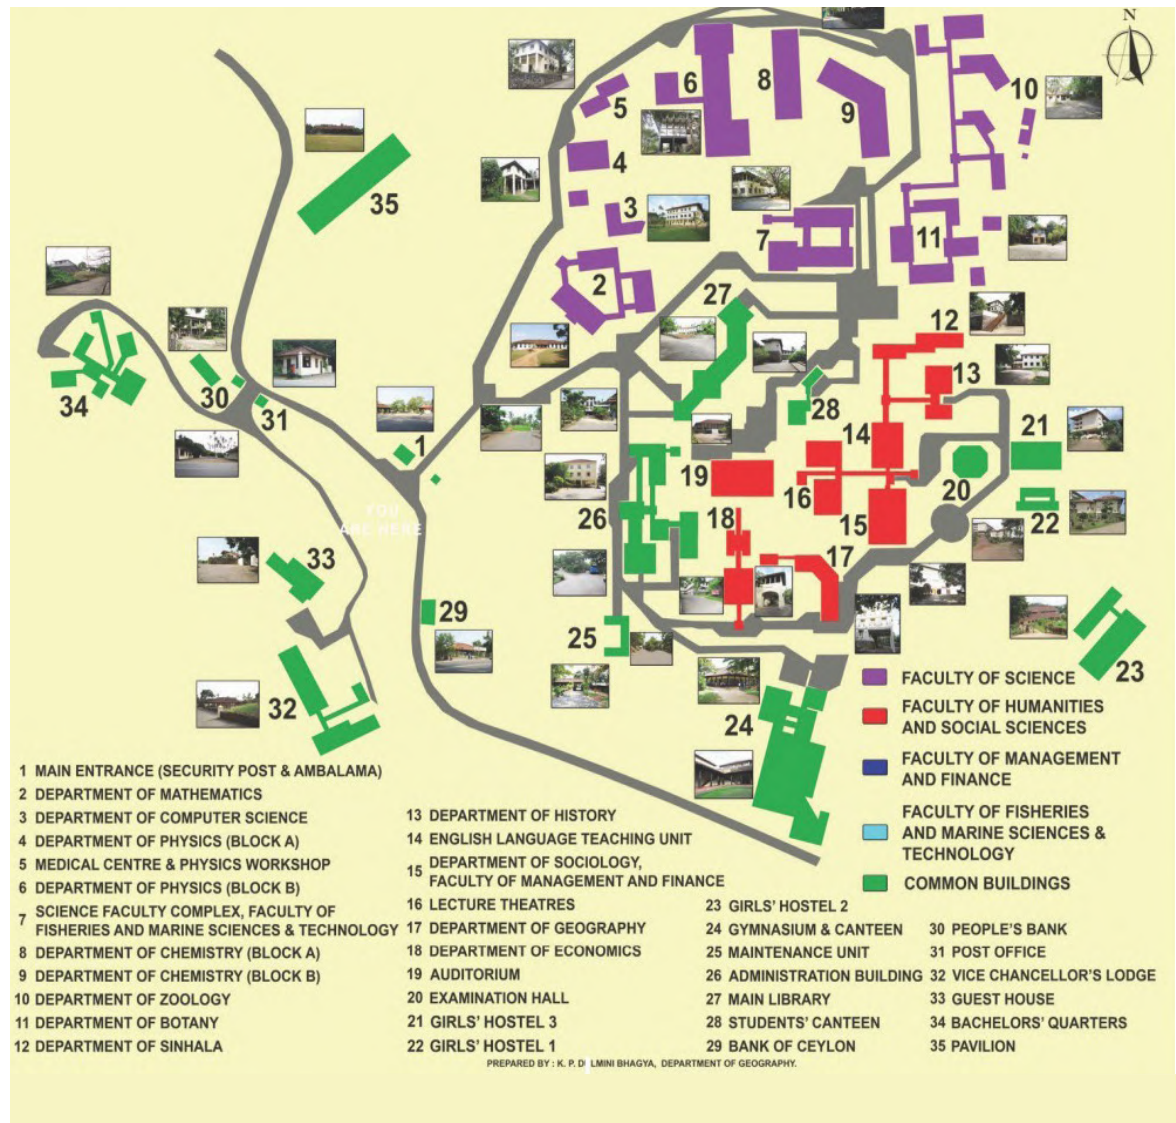 N
1
2
3
4
5
6
7
8
9
10
11
12
13
14
15
16
17
18
19
20
21
22
23
24
25
26
27
28
29
30
31
32
33
34
35
YOU
ARE HERE
FACULTY OF SCIENCE
FACULTY OF HUMANITIES
AND SOCIAL SCIENCES
FACULTY OF MANAGEMENT
AND FINANCE
FACULTY OF FISHERIES
AND MARINE SCIENCES &
TECHNOLOGY
COMMON BUILDINGS
1 MAIN ENTRANCE (SECURITY POST & AMBALAMA)
2 DEPARTMENT OF MATHEMATICS
3 DEPARTMENT OF COMPUTER SCIENCE
4 DEPARTMENT OF PHYSICS (BLOCK A)
5 MEDICAL CENTRE & PHYSICS WORKSHOP
6 DEPARTMENT OF PHYSICS (BLOCK B)
7 SCIENCE FACULTY COMPLEX, FACULTY OF
FISHERIES AND MARINE SCIENCES & TECHNOLOGY
8 DEPARTMENT OF CHEMISTRY (BLOCK A)
9 DEPARTMENT OF CHEMISTRY (BLOCK B)
10 DEPARTMENT OF ZOOLOGY
11 DEPARTMENT OF BOTANY
12 DEPARTMENT OF SINHALA
13 DEPARTMENT OF HISTORY
14 ENGLISH LANGUAGE TEACHING UNIT
15 DEPARTMENT OF SOCIOLOGY,
FACULTY OF MANAGEMENT AND FINANCE
16 LECTURE THEATRES
17 DEPARTMENT OF GEOGRAPHY
18 DEPARTMENT OF ECONOMICS
19 AUDITORIUM
20 EXAMINATION HALL
21 GIRLS' HOSTEL 3
22 GIRLS' HOSTEL 1
23 GIRLS' HOSTEL 2
24 GYMNASIUM & CANTEEN
25 MAINTENANCE UNIT
26 ADMINISTRATION BUILDING
27 MAIN LIBRARY
28 STUDENTS' CANTEEN
29 BANK OF CEYLON
30 PEOPLE'S BANK
31 POST OFFICE
32 VICE CHANCELLOR'S LODGE
33 GUEST HOUSE
34 BACHELORS' QUARTERS
35 PAVILION
PREPARED BY : K. P. BHAGYA, DEPARTMENT OF GEOGRAPHY.